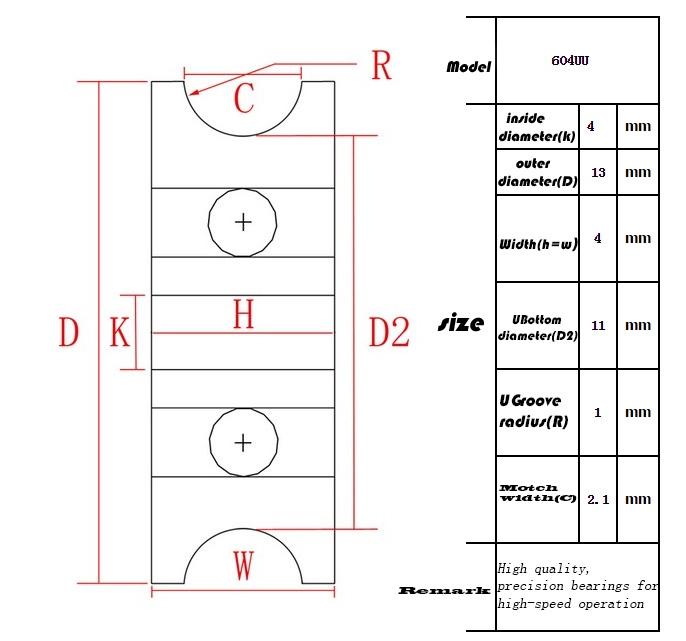 R
C
D
K
H
D2
W
Model
604UU
size
inside
diameter(k)
4
mm
outer
diameter(D)
13
mm
Width(h=w)
4
mm
UBottom
diameter(D2)
11
mm
U Groove
radius(R)
1
mm
Motch
width(C)
2.1
mm
Remark
High quality,
precision bearings for
high-speed operation